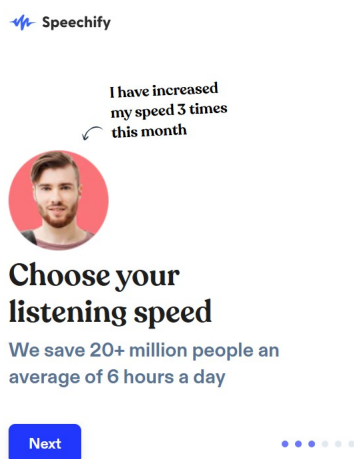 Speechify
I have increased
my speed 3 times
this month
Choose your
listening speed
We save 20+ million people an
average of 6 hours a day
Next